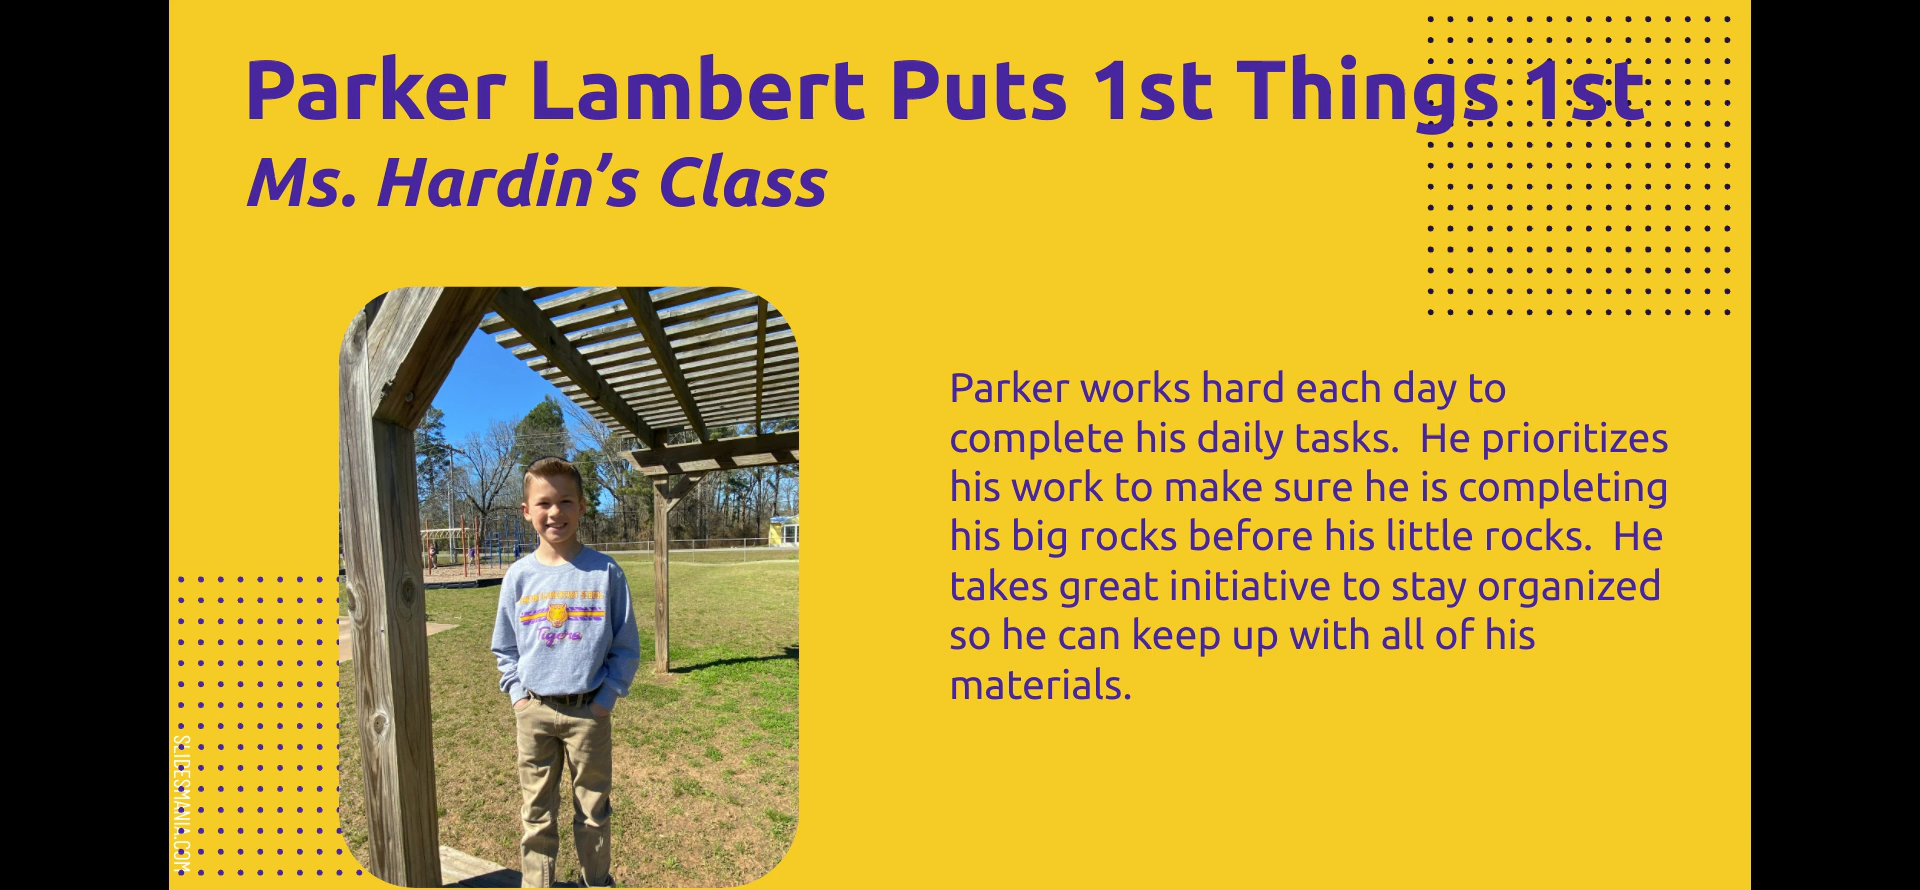 Parker Lambert Puts 1st Things 1st
Ms. Hardin’s Class
Parker works hard each day to
complete his daily tasks.  He prioritizes
his work to make sure he is completing
his big rocks before his little rocks.  He
takes great initiative to stay organized
so he can keep up with all of his
materials.
Tigers
SLIDESMANIA.COM